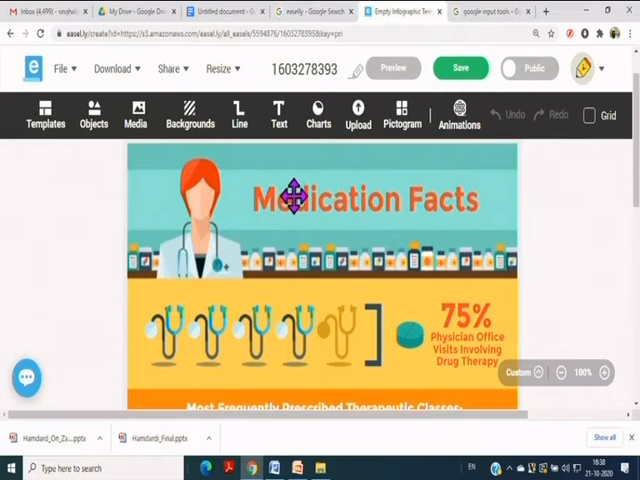 Inbox (4,499) - singhal
My Drive - Google Driv
Untitled document - Go
easelly - Google Search
Empty Infographic Tem
google input tools - G
easel.ly/create?id=https://s3.amazonaws.com/easel.ly/all_easels/5594876/1603278393&key=pri
File Download Share Resize 1603278393 Preview Save Public
Templates Objects Media Backgrounds Line Text Charts Upload Pictogram Animations Undo Redo Grid
Medication Facts
75%
Physician Office
Visits Involving
Drug Therapy
Custom 100%
Most Frequently Prescribed Therapeutic Classes:
Hamdard_On_Za....pptx Hamdardi_Final.pptx Show all
Type here to search EN 16:38
21-10-2020